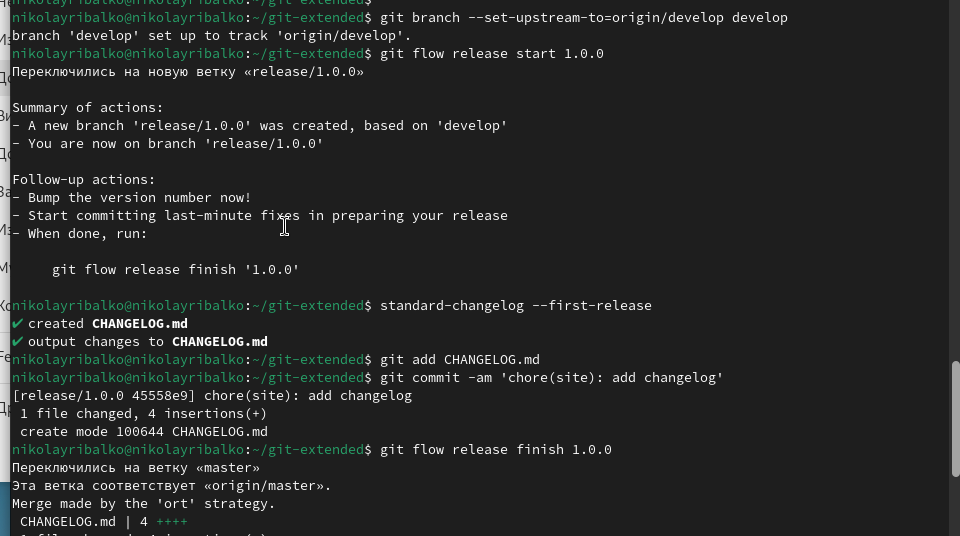 nikolayribalko@nikolayribalko:~/git-extended$ git branch --set-upstream-to=origin/develop develop
branch 'develop' set up to track 'origin/develop'.
nikolayribalko@nikolayribalko:~/git-extended$ git flow release start 1.0.0
Переключились на новую ветку «release/1.0.0»
Summary of actions:
- A new branch 'release/1.0.0' was created, based on 'develop'
- You are now on branch 'release/1.0.0'
Follow-up actions:
- Bump the version number now!
- Start committing last-minute fixes in preparing your release
- When done, run:
git flow release finish '1.0.0'
nikolayribalko@nikolayribalko:~/git-extended$ standard-changelog --first-release
✔ created CHANGELOG.md
✔ output changes to CHANGELOG.md
nikolayribalko@nikolayribalko:~/git-extended$ git add CHANGELOG.md
nikolayribalko@nikolayribalko:~/git-extended$ git commit -am 'chore(site): add changelog'
[release/1.0.0 45558e9] chore(site): add changelog
1 file changed, 4 insertions(+)
create mode 100644 CHANGELOG.md
nikolayribalko@nikolayribalko:~/git-extended$ git flow release finish 1.0.0
Переключились на ветку «master»
Эта ветка соответствует «origin/master».
Merge made by the 'ort' strategy.
CHANGELOG.md | 4 ++++